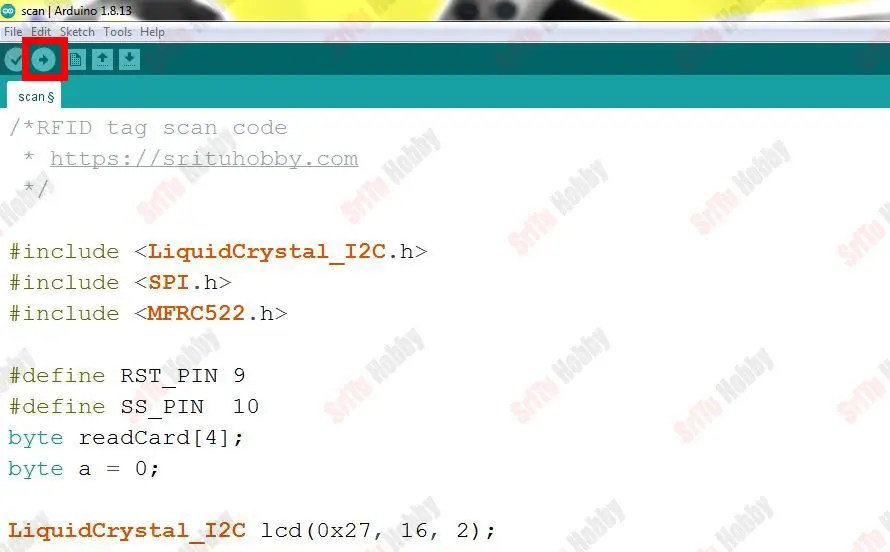 scan | Arduino 1.8.13
File Edit Sketch Tools Help
scan §
/*RFID tag scan code
 * https://srituhobby.com
 */
#include <LiquidCrystal_I2C.h>
#include <SPI.h>
#include <MFRC522.h>
#define RST_PIN 9
#define SS_PIN  10
byte readCard[4];
byte a = 0;
LiquidCrystal_I2C lcd(0x27, 16, 2);
SriTu Hobby